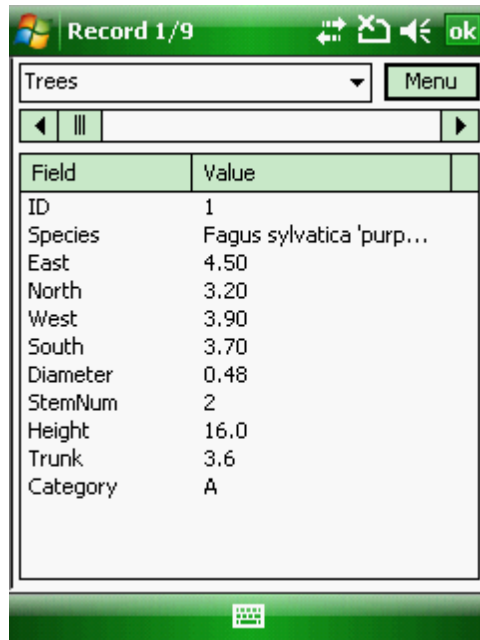 Record 1/9 ok
Trees Menu
Field Value
ID 1
Species Fagus sylvatica 'purp...
East 4.50
North 3.20
West 3.90
South 3.70
Diameter 0.48
StemNum 2
Height 16.0
Trunk 3.6
Category A